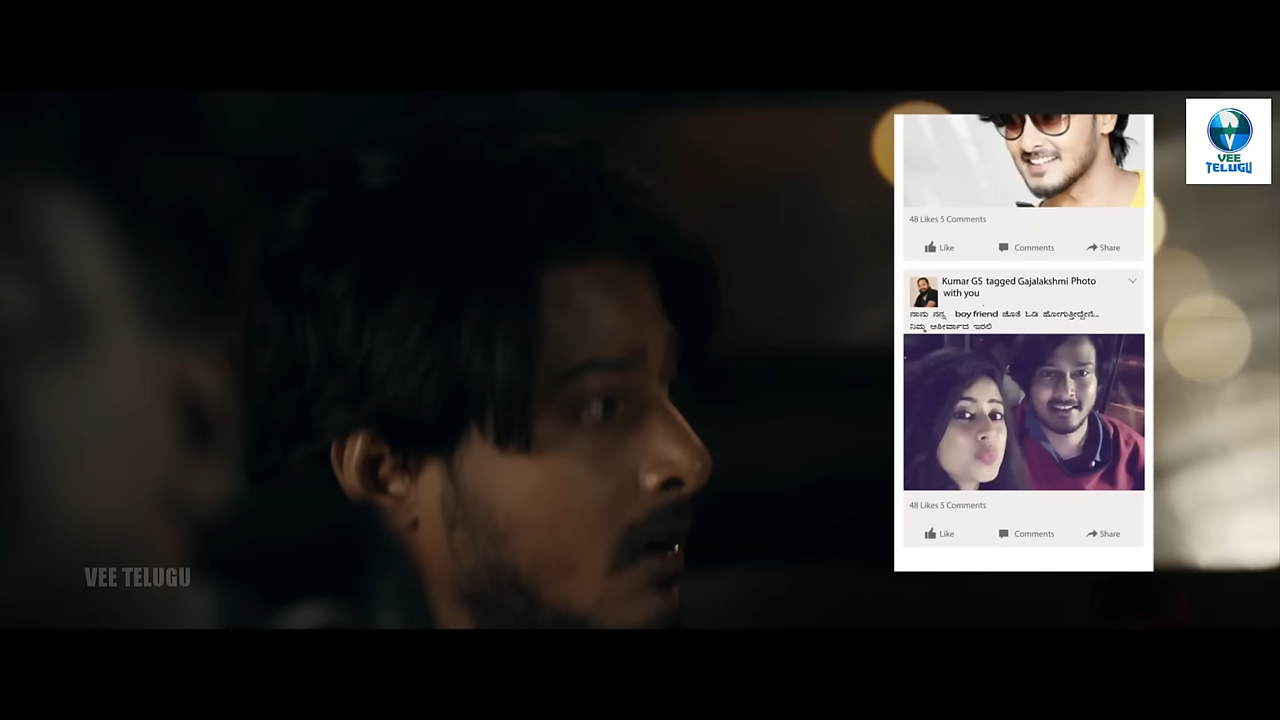 VEE
TELUGU
48 Likes 5 Comments
Like Comments Share
Kumar GS tagged Gajalakshmi Photo
with you
ನಾನು ನನ್ನ boy friend ಜೊತೆ ಓಡಿ ಹೋಗುತ್ತಿದ್ದೇನೆ...
ನಿಮ್ಮ ಆಶೀರ್ವಾದ ಇರಲಿ
48 Likes 5 Comments
Like Comments Share
VEE TELUGU